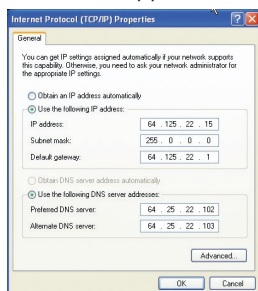 Internet Protocol (TCP/IP) Properties
General
You can get IP settings assigned automatically if your network supports
this capability. Otherwise, you need to ask your network administrator for
the appropriate IP settings.
Obtain an IP address automatically
Use the following IP address:
IP address: 64 . 125 . 22 . 15
Subnet mask: 255 . 0 . 0 . 0
Default gateway: 64 . 125 . 22 . 1
Obtain DNS server address automatically
Use the following DNS server addresses:
Preferred DNS server: 64 . 25 . 22 . 102
Alternate DNS server: 64 . 25 . 22 . 103
Advanced...
OK Cancel